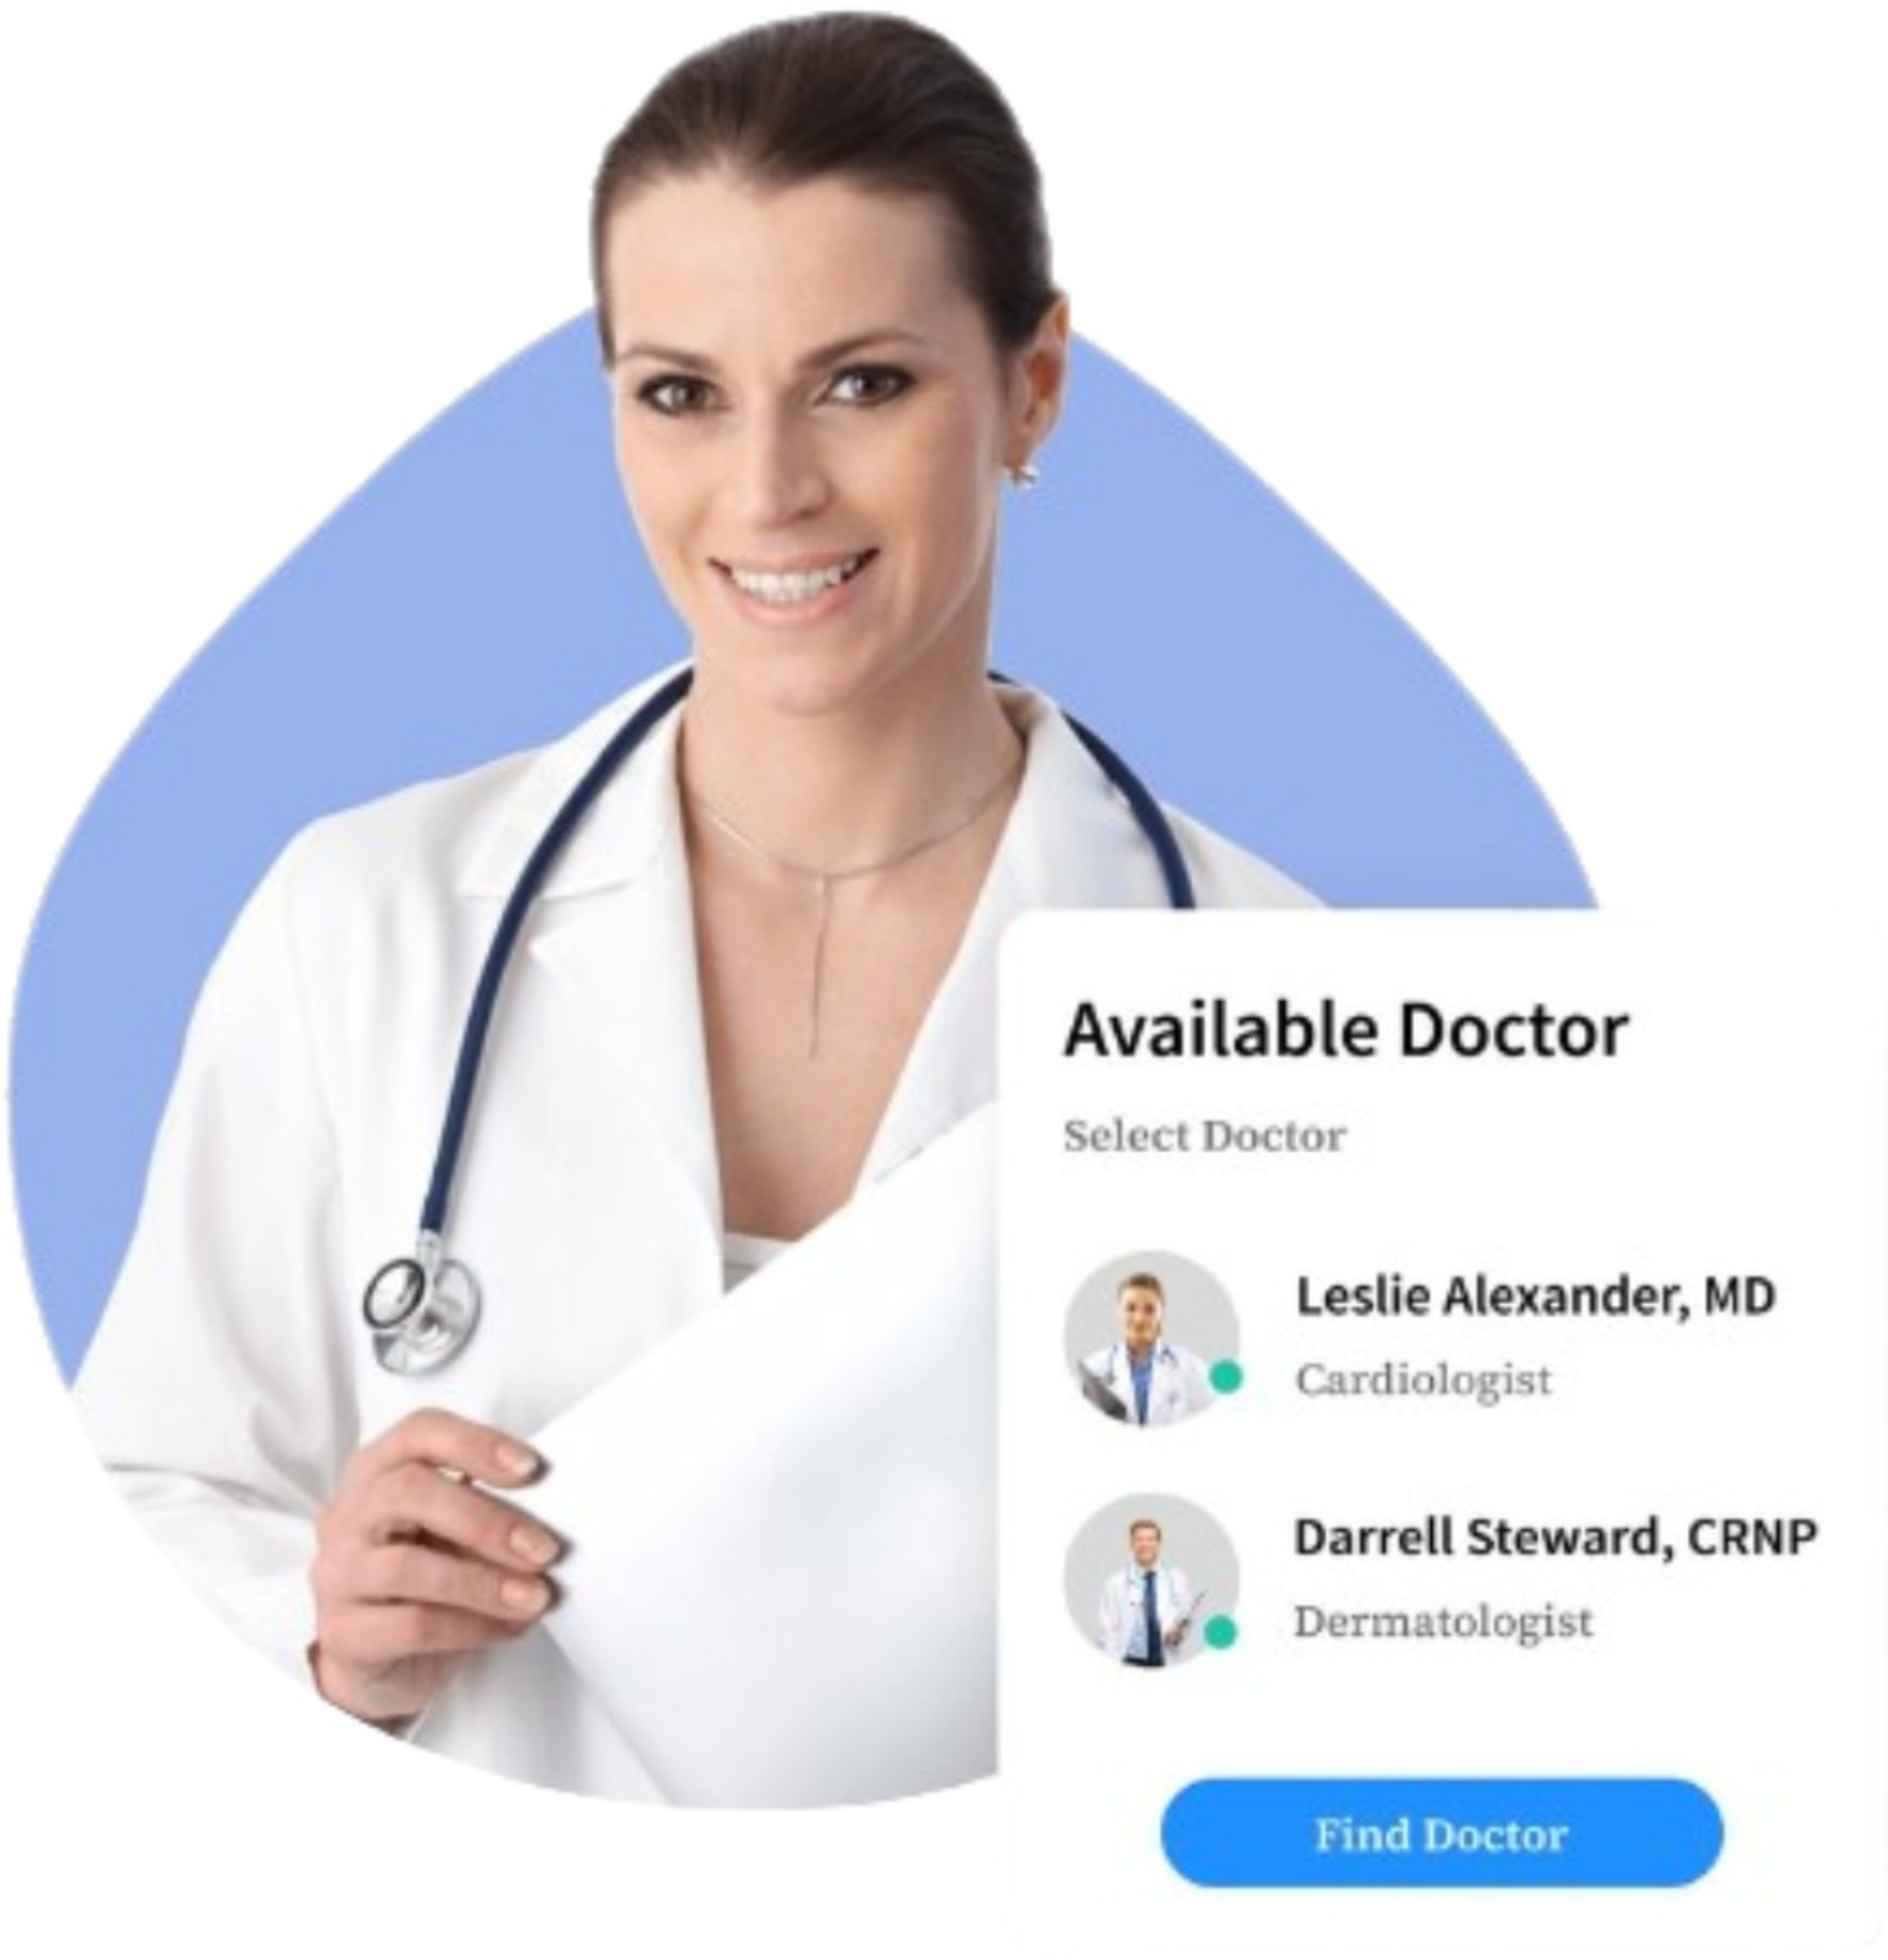 Available Doctor
Select Doctor
Leslie Alexander, MD
Cardiologist
Darrell Steward, CRNP
Dermatologist
Find Doctor